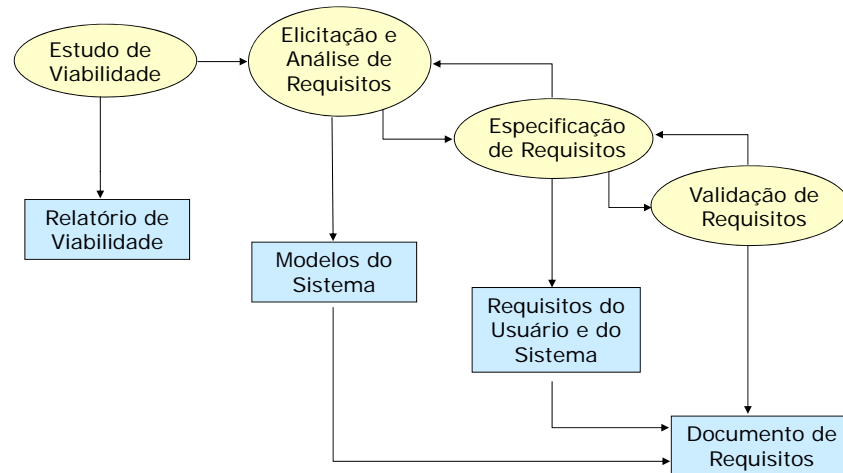 Estudo de
Viabilidade
Elicitação e
Análise de
Requisitos
Especificação
de Requisitos
Validação de
Requisitos
Relatório de
Viabilidade
Modelos do
Sistema
Requisitos do
Usuário e do
Sistema
Documento de
Requisitos